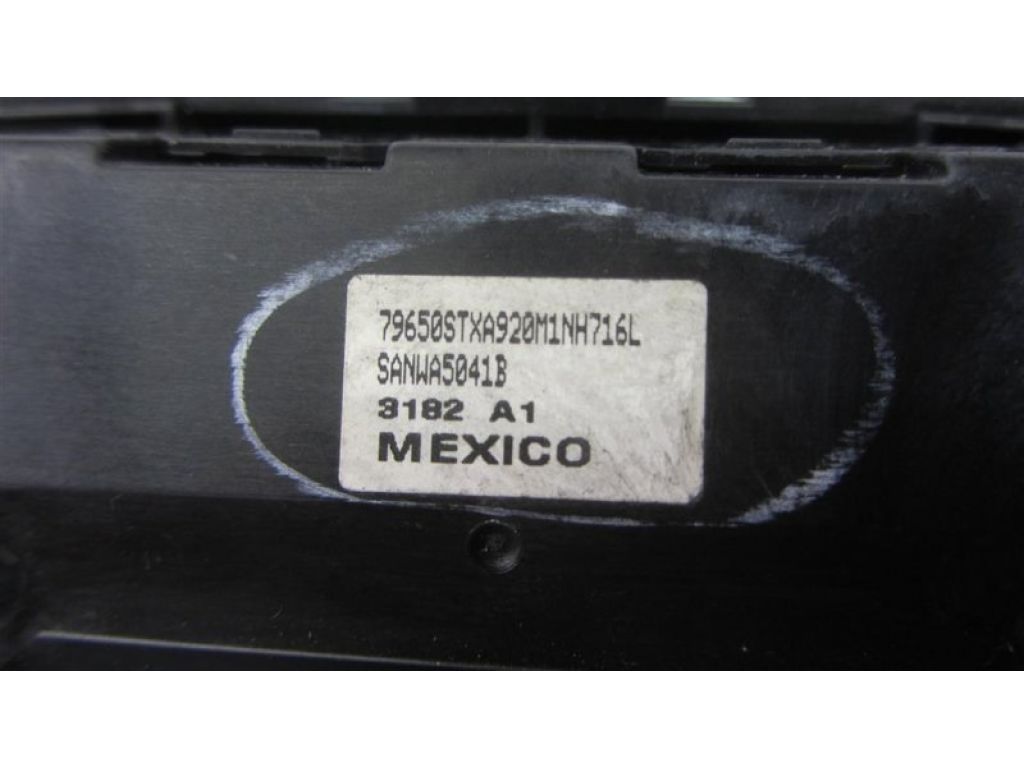 79650STXA920M1NH716L
SANWA5041B
3182 A1
MEXICO